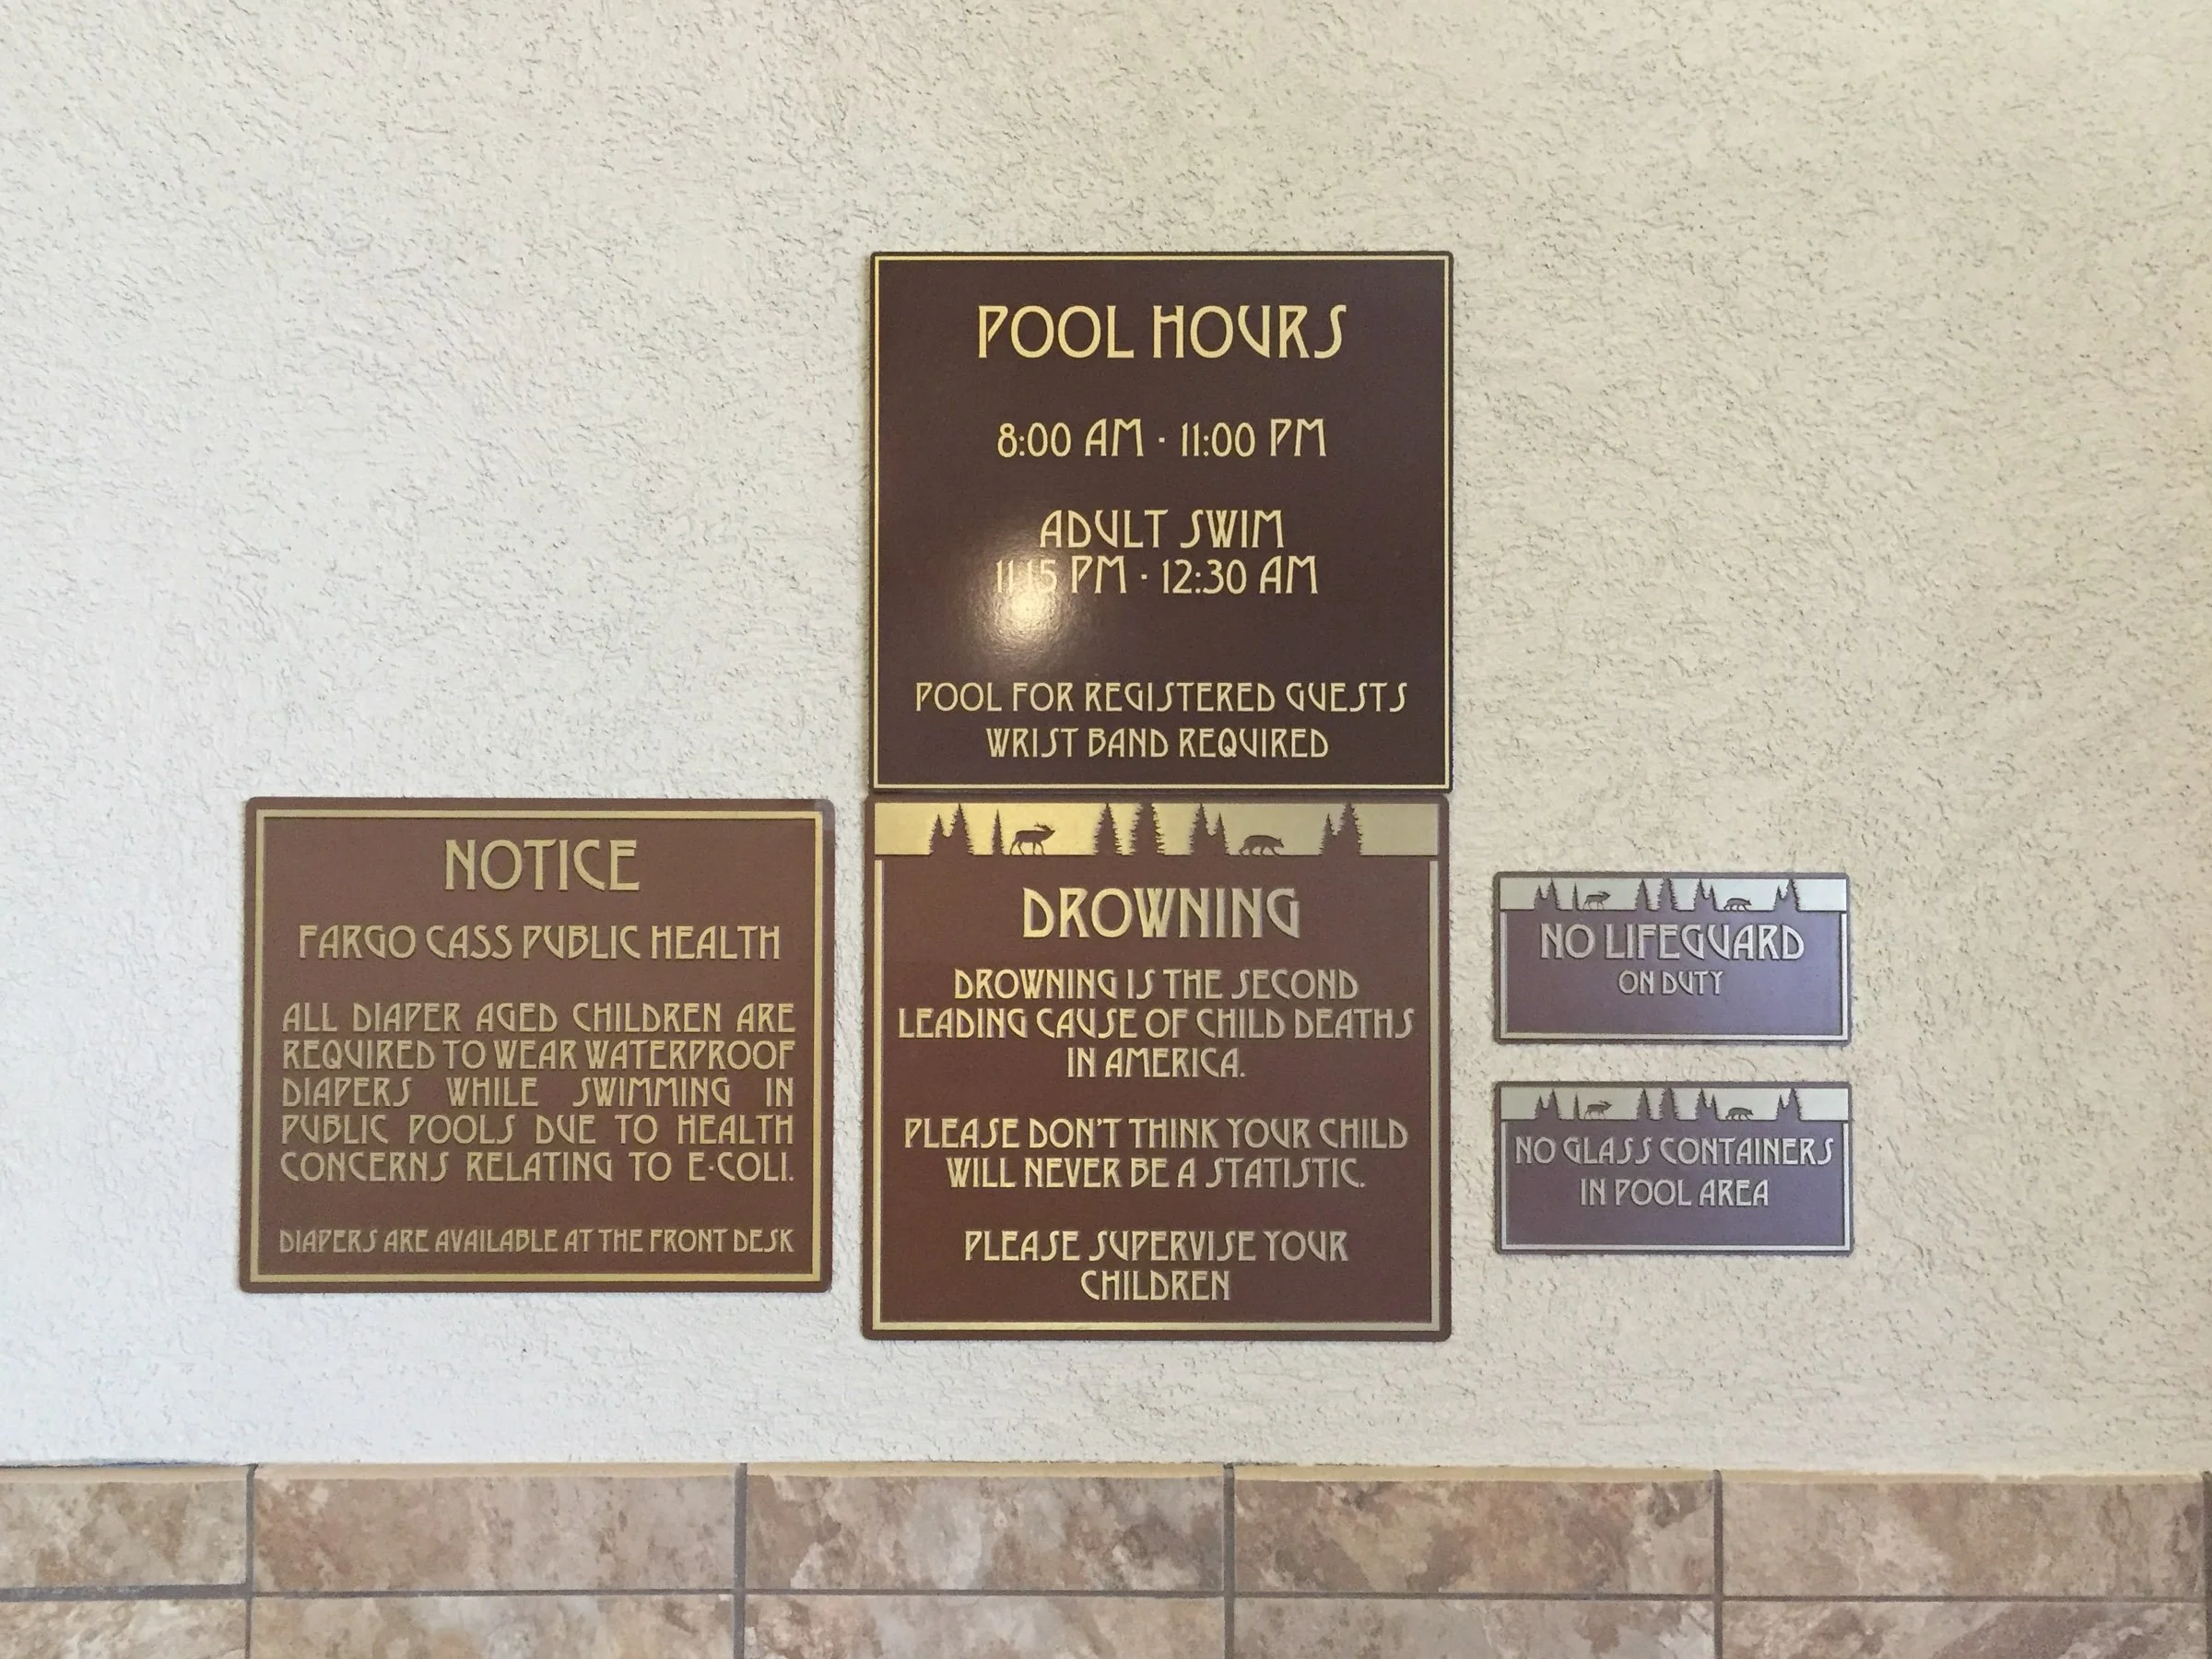 POOL HOURS
8:00 AM - 11:00 PM
ADULT SWIM
11:15 PM - 12:30 AM
POOL FOR REGISTERED GUESTS
WRIST BAND REQUIRED
NOTICE
FARGO CASS PUBLIC HEALTH
ALL DIAPER AGED CHILDREN ARE
REQUIRED TO WEAR WATERPROOF
DIAPERS WHILE SWIMMING IN
PUBLIC POOLS DUE TO HEALTH
CONCERNS RELATING TO E-COLI.
DIAPERS ARE AVAILABLE AT THE FRONT DESK
DROWNING
DROWNING IS THE SECOND
LEADING CAUSE OF CHILD DEATHS
IN AMERICA.
PLEASE DON'T THINK YOUR CHILD
WILL NEVER BE A STATISTIC.
PLEASE SUPERVISE YOUR
CHILDREN
NO LIFEGUARD
ON DUTY
NO GLASS CONTAINERS
IN POOL AREA